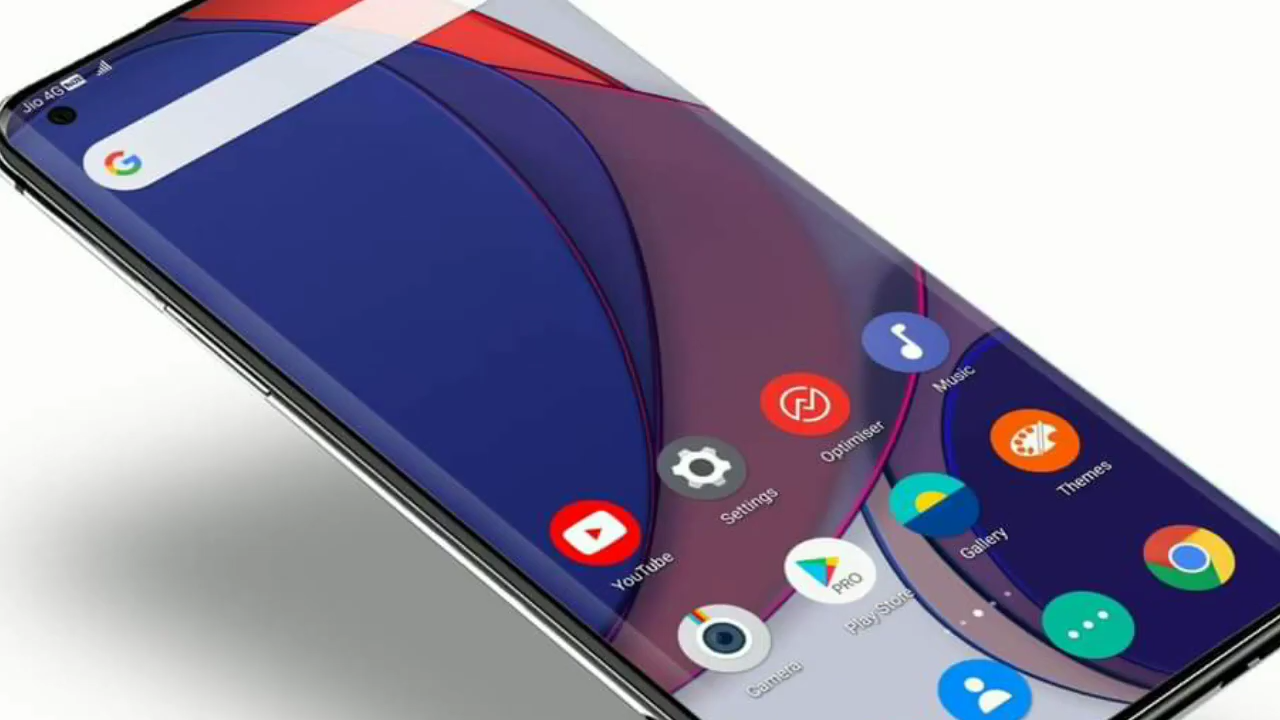 Jio 4G
G
YouTube
Settings
Optimiser
Music
Camera
PRO
Play Store
Gallery
Themes